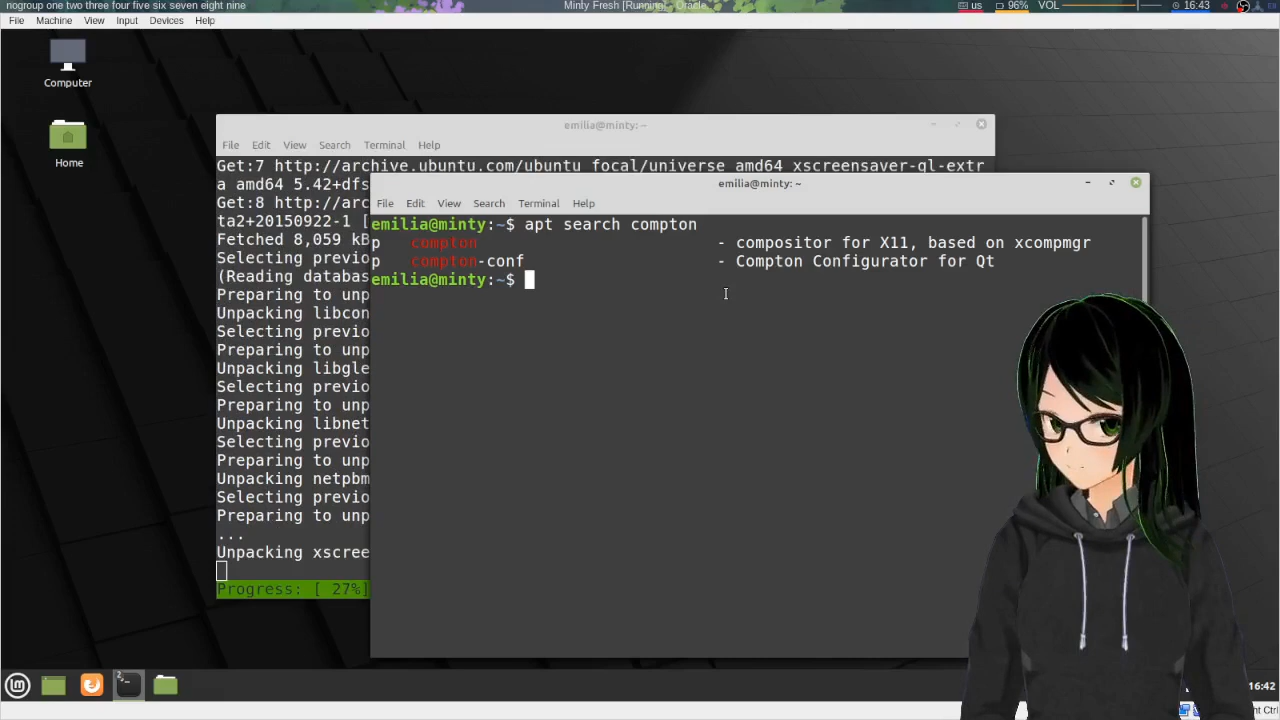 nogroup one two three four five six seven eight nine
Minty Fresh [Running] - Oracle
us 96% VOL 16:43
File Machine View Input Devices Help
Computer
Home
emilia@minty: ~
File Edit View Search Terminal Help
Get:7 http://archive.ubuntu.com/ubuntu focal/universe amd64 xscreensaver-gl-extr
a amd64 5.42+dfs
Get:8 http://arc
ta2+20150922-1 [
Fetched 8,059 kB
Selecting previo
(Reading databas
Preparing to unp
Unpacking libcon
Selecting previo
Preparing to unp
Unpacking libgle
Selecting previo
Preparing to unp
Unpacking libnet
Selecting previo
Preparing to unp
Unpacking netpbm
Selecting previo
Preparing to unp
...
Unpacking xscree
Progress: [ 27%]
emilia@minty: ~
File Edit View Search Terminal Help
emilia@minty:~$ apt search compton
p compton - compositor for X11, based on xcompmgr
p compton-conf - Compton Configurator for Qt
emilia@minty:~$
16:42
ht Ctrl